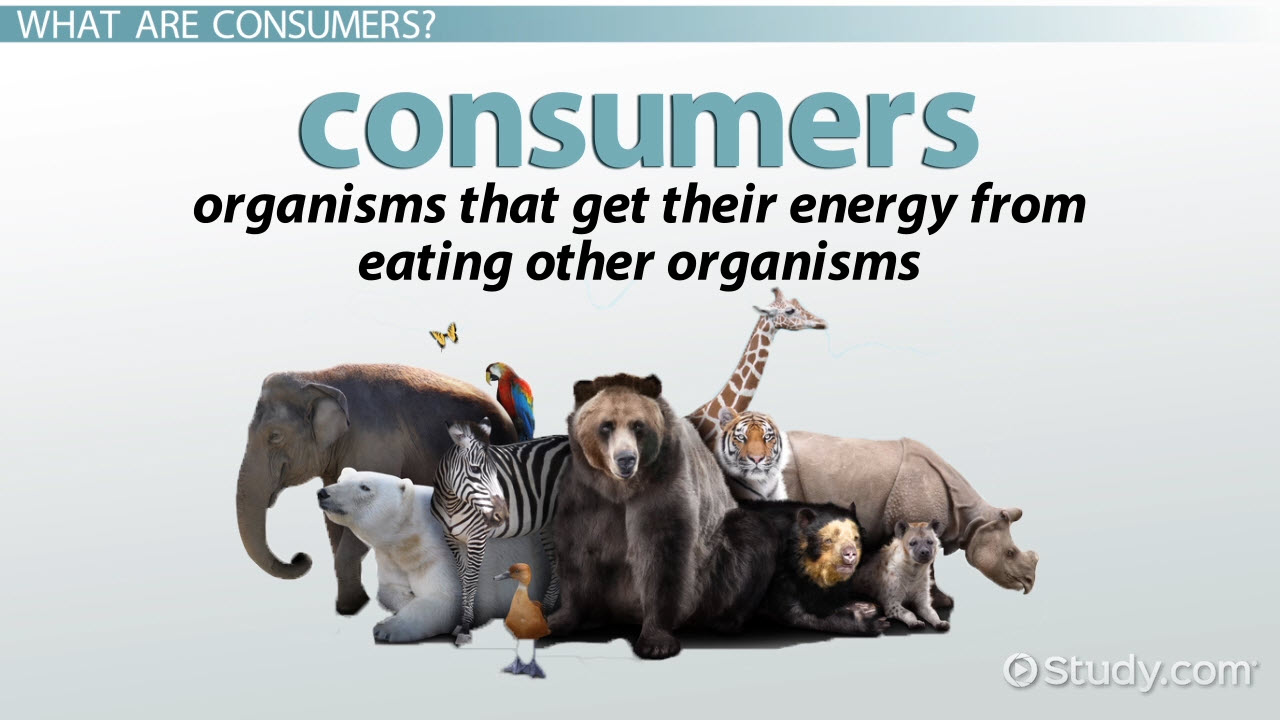 WHAT ARE CONSUMERS?
consumers
organisms that get their energy from
eating other organisms
Study.com